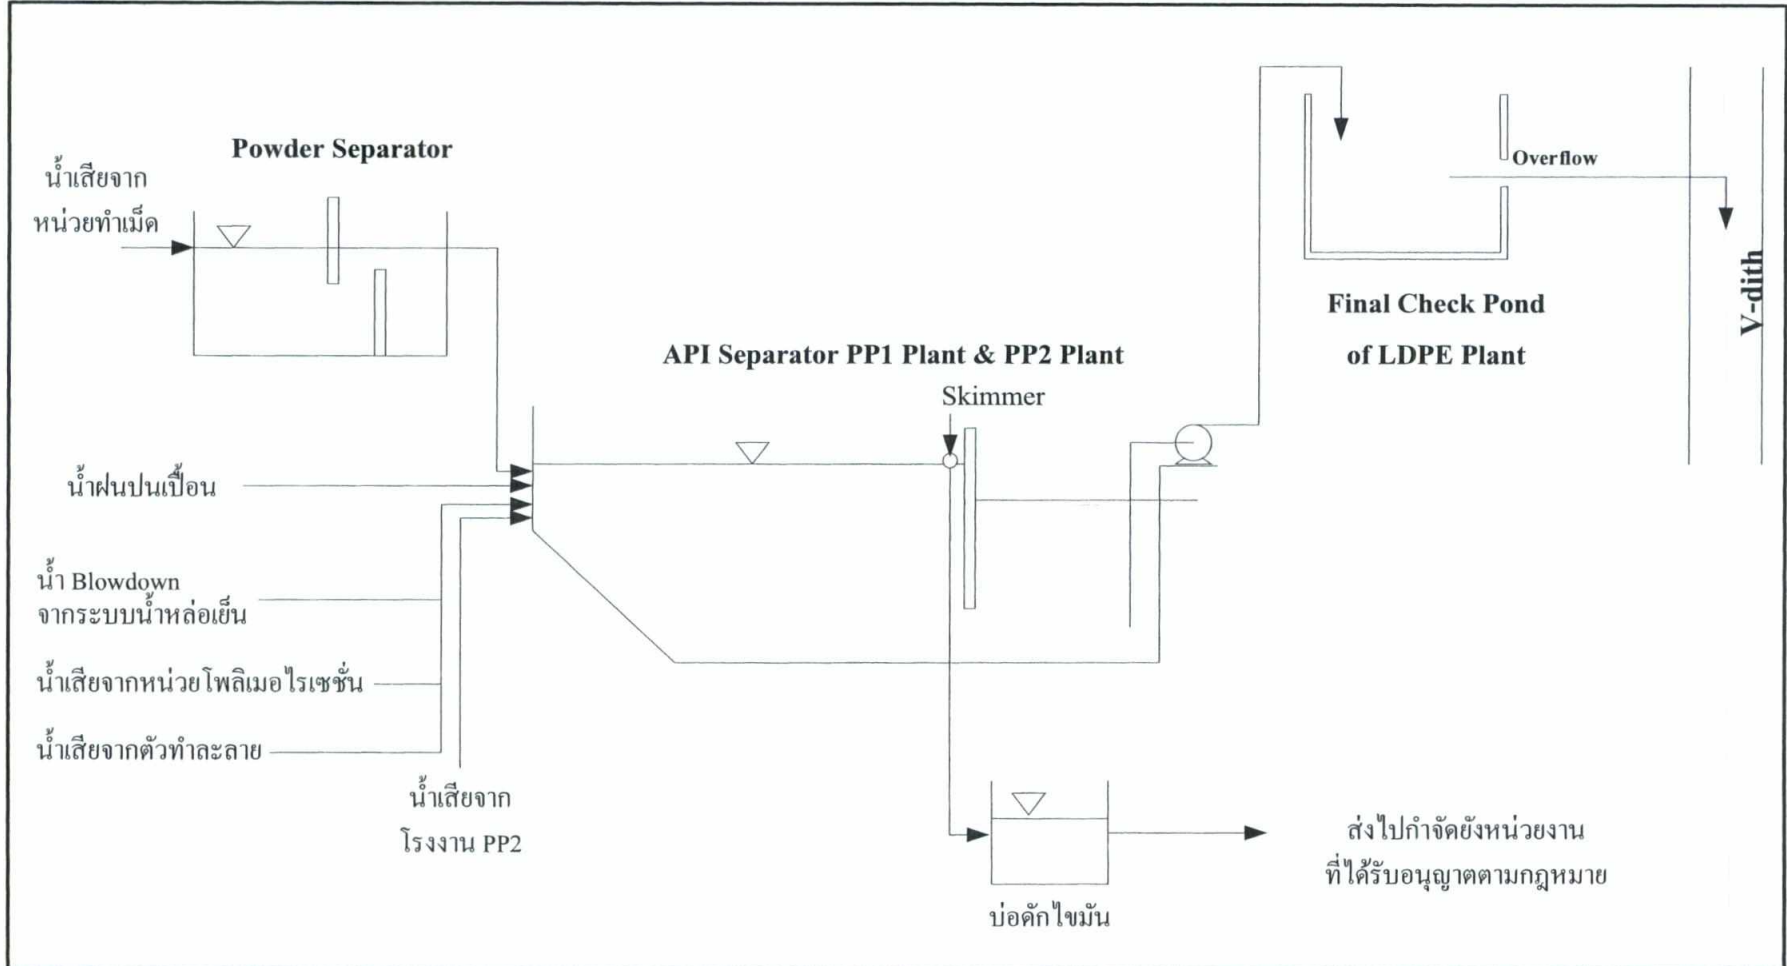 Powder Separator
น้ำเสียจาก
หน่วยทำเม็ด
Overflow
V-dith
Final Check Pond
of LDPE Plant
API Separator PP1 Plant & PP2 Plant
Skimmer
น้ำฝนปนเปื้อน
น้ำ Blowdown
จากระบบน้ำหล่อเย็น
น้ำเสียจากหน่วยโพลิเมอไรเซชั่น
น้ำเสียจากตัวทำละลาย
น้ำเสียจาก
โรงงาน PP2
ส่งไปกำจัดยังหน่วยงาน
ที่ได้รับอนุญาตตามกฎหมาย
บ่อดักไขมัน